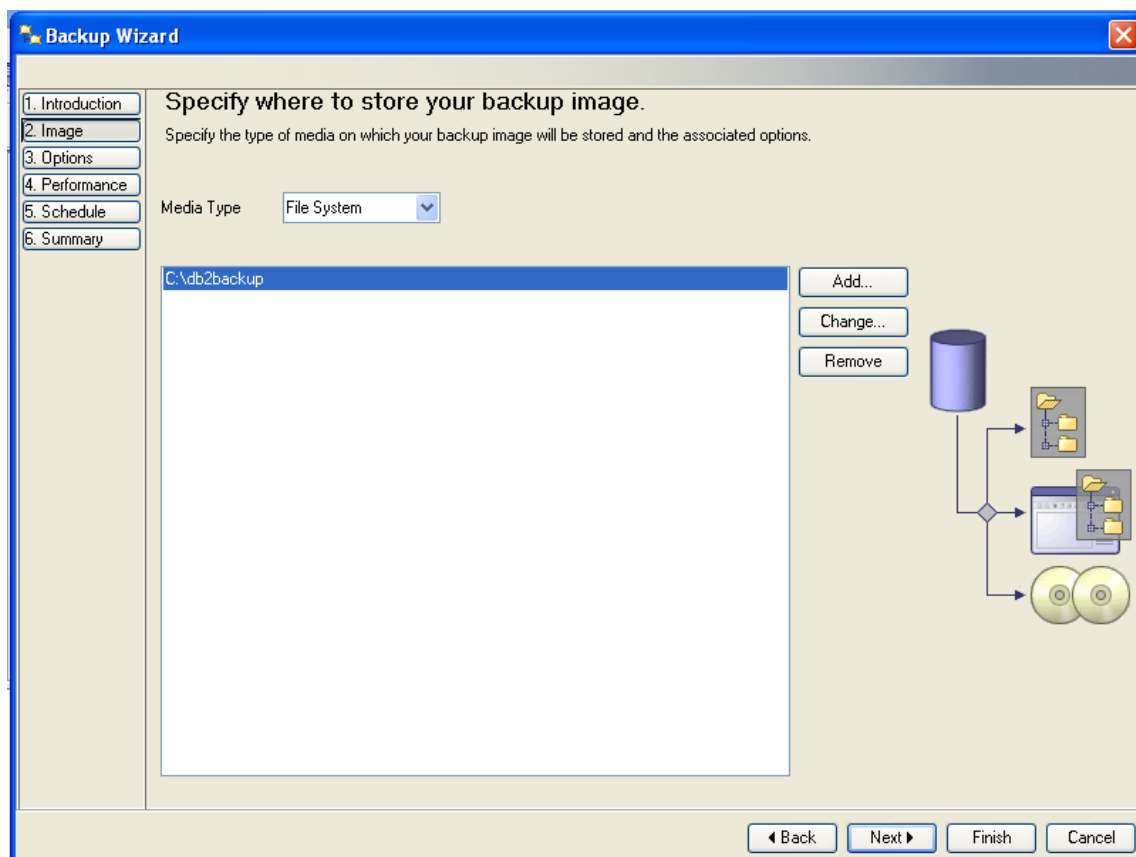 Backup Wizard
1. Introduction
2. Image
3. Options
4. Performance
5. Schedule
6. Summary
Specify where to store your backup image.
Specify the type of media on which your backup image will be stored and the associated options.
Media Type
File System
C:\db2backup
Add...
Change...
Remove
Back
Next
Finish
Cancel